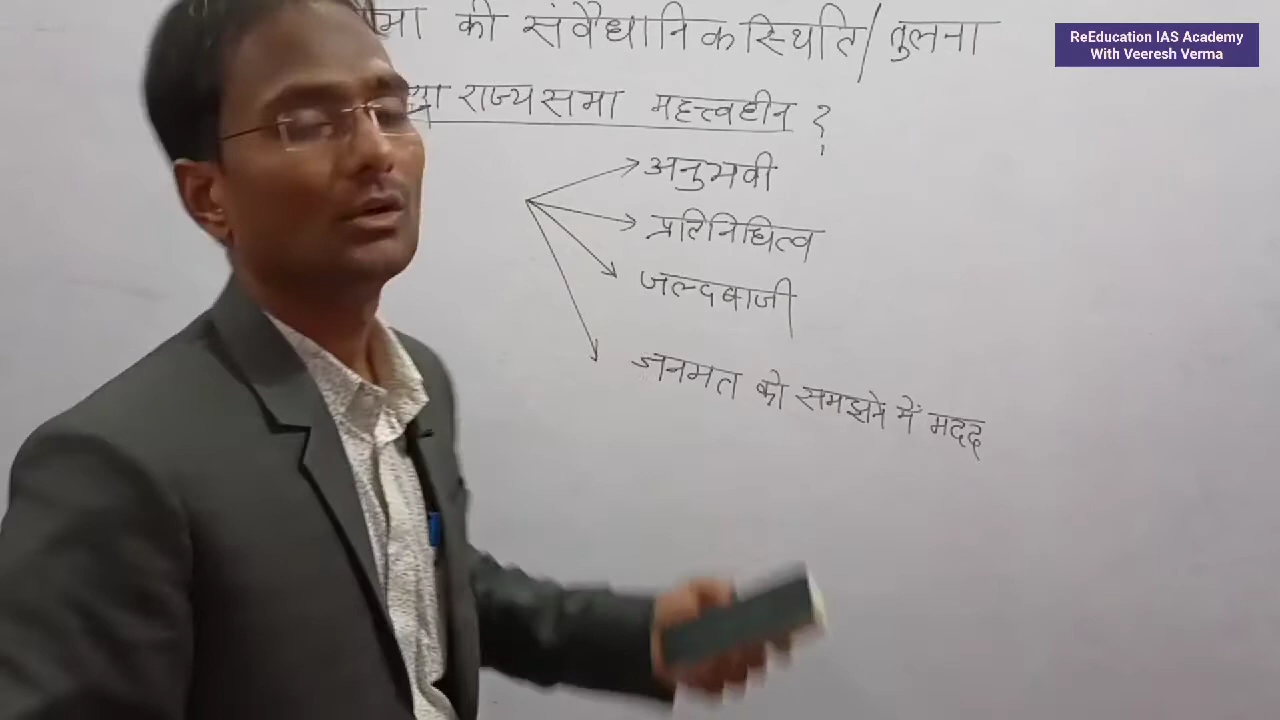 की संवैधानिक स्थिति / तुलना
ReEducation IAS Academy
With Veeresh Verma
राज्यसभा महत्त्वहीन ?
अनुभवी
प्रतिनिधित्व
जल्दबाजी
जनमत को समझने में मदद